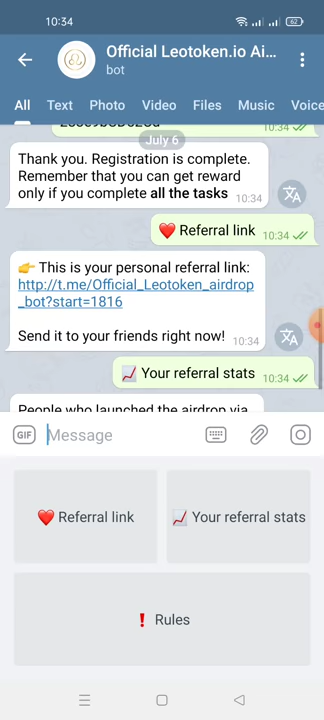 10:34
62
Official Leotoken.io Ai...
bot
All Text Photo Video Files Music Voice
10:34
July 6
Thank you. Registration is complete.
Remember that you can get reward
only if you complete all the tasks 10:34
❤️ Referral link 10:34
👉 This is your personal referral link:
http://t.me/Official_Leotoken_airdrop
_bot?start=1816
Send it to your friends right now! 10:34
📈 Your referral stats 10:34
People who launched the airdrop via
GIF Message
❤️ Referral link
📈 Your referral stats
❗ Rules